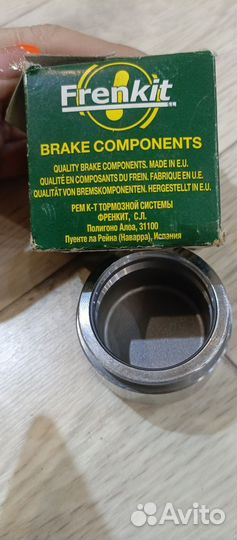 Frenkit
BRAKE COMPONENTS
QUALITY BRAKE COMPONENTS. MADE IN E.U.
QUALITÉ EN COMPOSANTS DU FREIN. FABRIQUE EN U.E.
QUALITÄT VON BREMSKOMPONENTEN. HERGESTELLT IN E.U.
РЕМ К-Т ТОРМОЗНОЙ СИСТЕМЫ
ФРЕНКИТ, С.Л.
Полигоно Алоа, 31100
Пуенте ла Рейна (Наварра), Испания
Avito